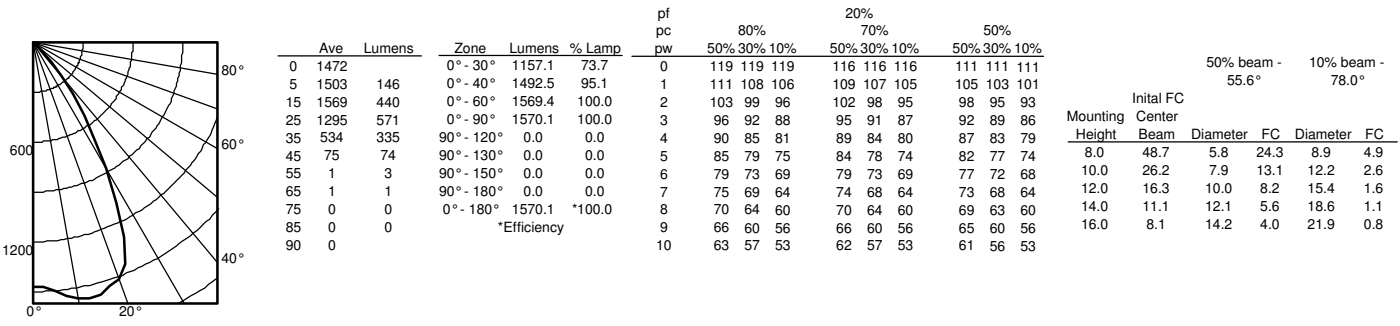 80°
60°
40°
600
1200
0° 20°
Ave Lumens
0 1472
5 1503 146
15 1569 440
25 1295 571
35 534 335
45 75 74
55 1 3
65 1 1
75 0 0
85 0 0
90 0
Zone Lumens % Lamp
0° - 30° 1157.1 73.7
0° - 40° 1492.5 95.1
0° - 60° 1569.4 100.0
0° - 90° 1570.1 100.0
90° - 120° 0.0 0.0
90° - 130° 0.0 0.0
90° - 150° 0.0 0.0
90° - 180° 0.0 0.0
0° - 180° 1570.1 *100.0
*Efficiency
pf 20%
pc 80% 70% 50%
pw 50% 30% 10% 50% 30% 10% 50% 30% 10%
0 119 119 119 116 116 116 111 111 111
1 111 108 106 109 107 105 105 103 101
2 103 99 96 102 98 95 98 95 93
3 96 92 88 95 91 87 92 89 86
4 90 85 81 89 84 80 87 83 79
5 85 79 75 84 78 74 82 77 74
6 79 73 69 79 73 69 77 72 68
7 75 69 64 74 68 64 73 68 64
8 70 64 60 70 64 60 69 63 60
9 66 60 56 66 60 56 65 60 56
10 63 57 53 62 57 53 61 56 53
50% beam - 10% beam -
55.6° 78.0°
Inital FC
Mounting Center
Height Beam Diameter FC Diameter FC
8.0 48.7 5.8 24.3 8.9 4.9
10.0 26.2 7.9 13.1 12.2 2.6
12.0 16.3 10.0 8.2 15.4 1.6
14.0 11.1 12.1 5.6 18.6 1.1
16.0 8.1 14.2 4.0 21.9 0.8